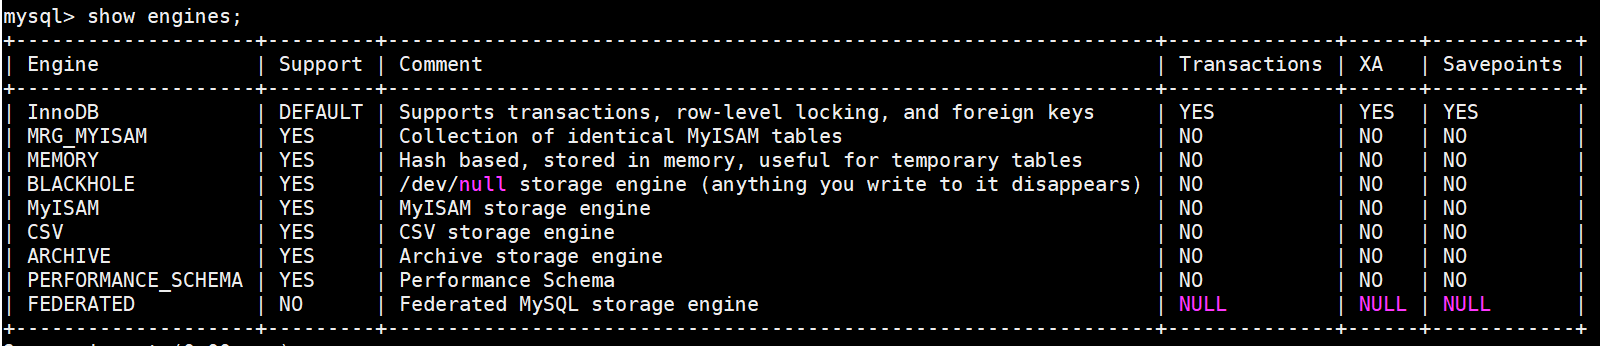 mysql> show engines;
+--------------------+---------+----------------------------------------------------------------+--------------+------+------------+
| Engine             | Support | Comment                                                        | Transactions | XA   | Savepoints |
+--------------------+---------+----------------------------------------------------------------+--------------+------+------------+
| InnoDB             | DEFAULT | Supports transactions, row-level locking, and foreign keys     | YES          | YES  | YES        |
| MRG_MYISAM         | YES     | Collection of identical MyISAM tables                          | NO           | NO   | NO         |
| MEMORY             | YES     | Hash based, stored in memory, useful for temporary tables      | NO           | NO   | NO         |
| BLACKHOLE          | YES     | /dev/null storage engine (anything you write to it disappears) | NO           | NO   | NO         |
| MyISAM             | YES     | MyISAM storage engine                                          | NO           | NO   | NO         |
| CSV                | YES     | CSV storage engine                                             | NO           | NO   | NO         |
| ARCHIVE            | YES     | Archive storage engine                                         | NO           | NO   | NO         |
| PERFORMANCE_SCHEMA | YES     | Performance Schema                                             | NO           | NO   | NO         |
| FEDERATED          | NO      | Federated MySQL storage engine                                 | NULL         | NULL | NULL       |
+--------------------+---------+----------------------------------------------------------------+--------------+------+------------+